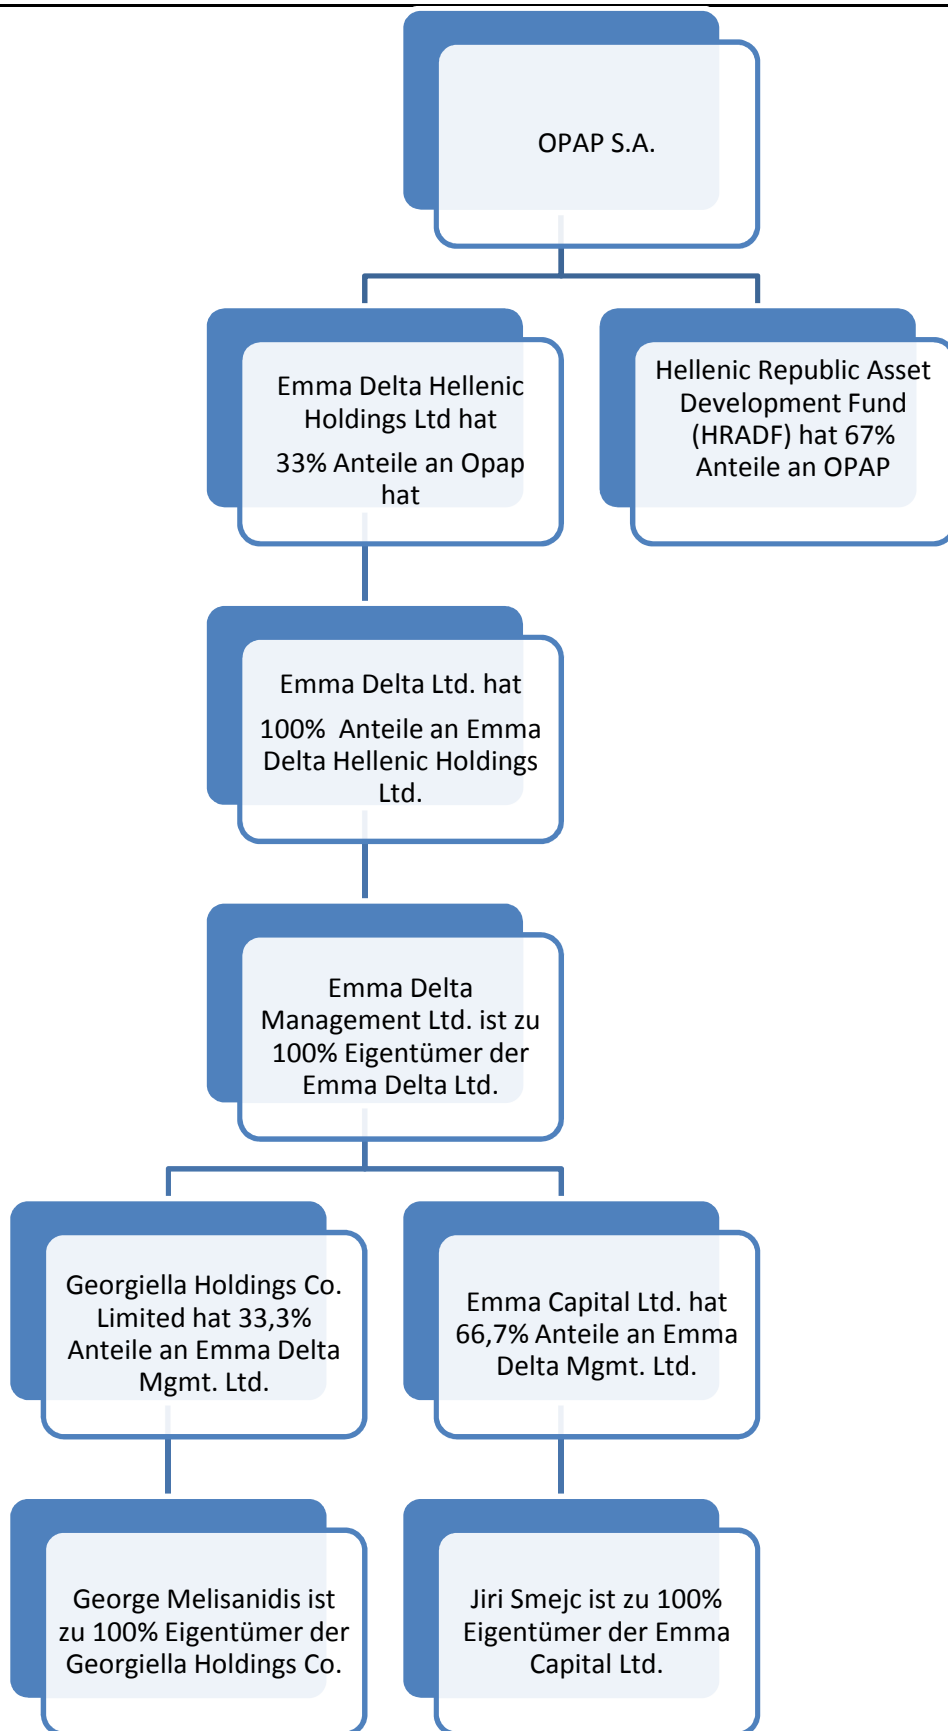 OPAP S.A.
Emma Delta Hellenic
Holdings Ltd hat
33% Anteile an Opap
hat
Hellenic Republic Asset
Development Fund
(HRADF) hat 67%
Anteile an OPAP
Emma Delta Ltd. hat
100% Anteile an Emma
Delta Hellenic Holdings
Ltd.
Emma Delta
Management Ltd. ist zu
100% Eigentümer der
Emma Delta Ltd.
Georgiella Holdings Co.
Limited hat 33,3%
Anteile an Emma Delta
Mgmt. Ltd.
Emma Capital Ltd. hat
66,7% Anteile an Emma
Delta Mgmt. Ltd.
George Melisanidis ist
zu 100% Eigentümer der
Georgiella Holdings Co.
Jiri Smejc ist zu 100%
Eigentümer der Emma
Capital Ltd.